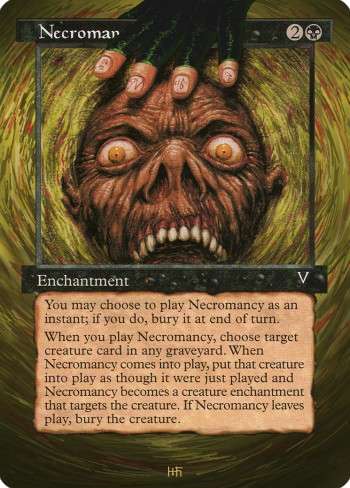 Necroman
2
Enchantment
V
You may choose to play Necromancy as an
instant; if you do, bury it at end of turn.
When you play Necromancy, choose target
creature card in any graveyard. When
Necromancy comes into play, put that creature
into play as though it were just played and
Necromancy becomes a creature enchantment
that targets the creature. If Necromancy leaves
play, bury the creature.